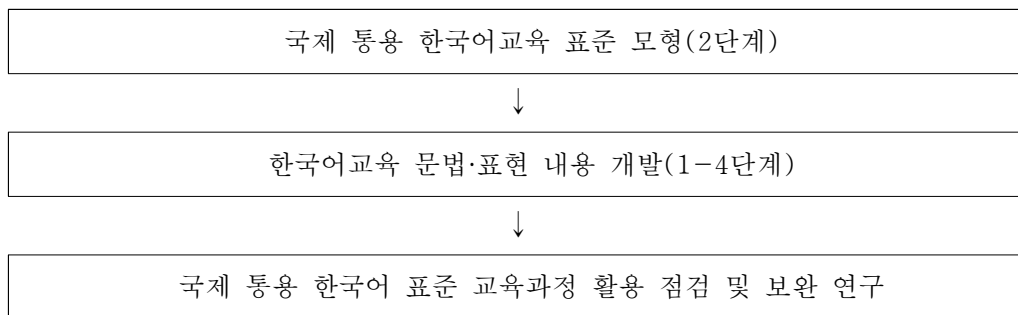 국제 통용 한국어교육 표준 모형(2단계)
↓
한국어교육 문법·표현 내용 개발(1-4단계)
↓
국제 통용 한국어 표준 교육과정 활용 점검 및 보완 연구